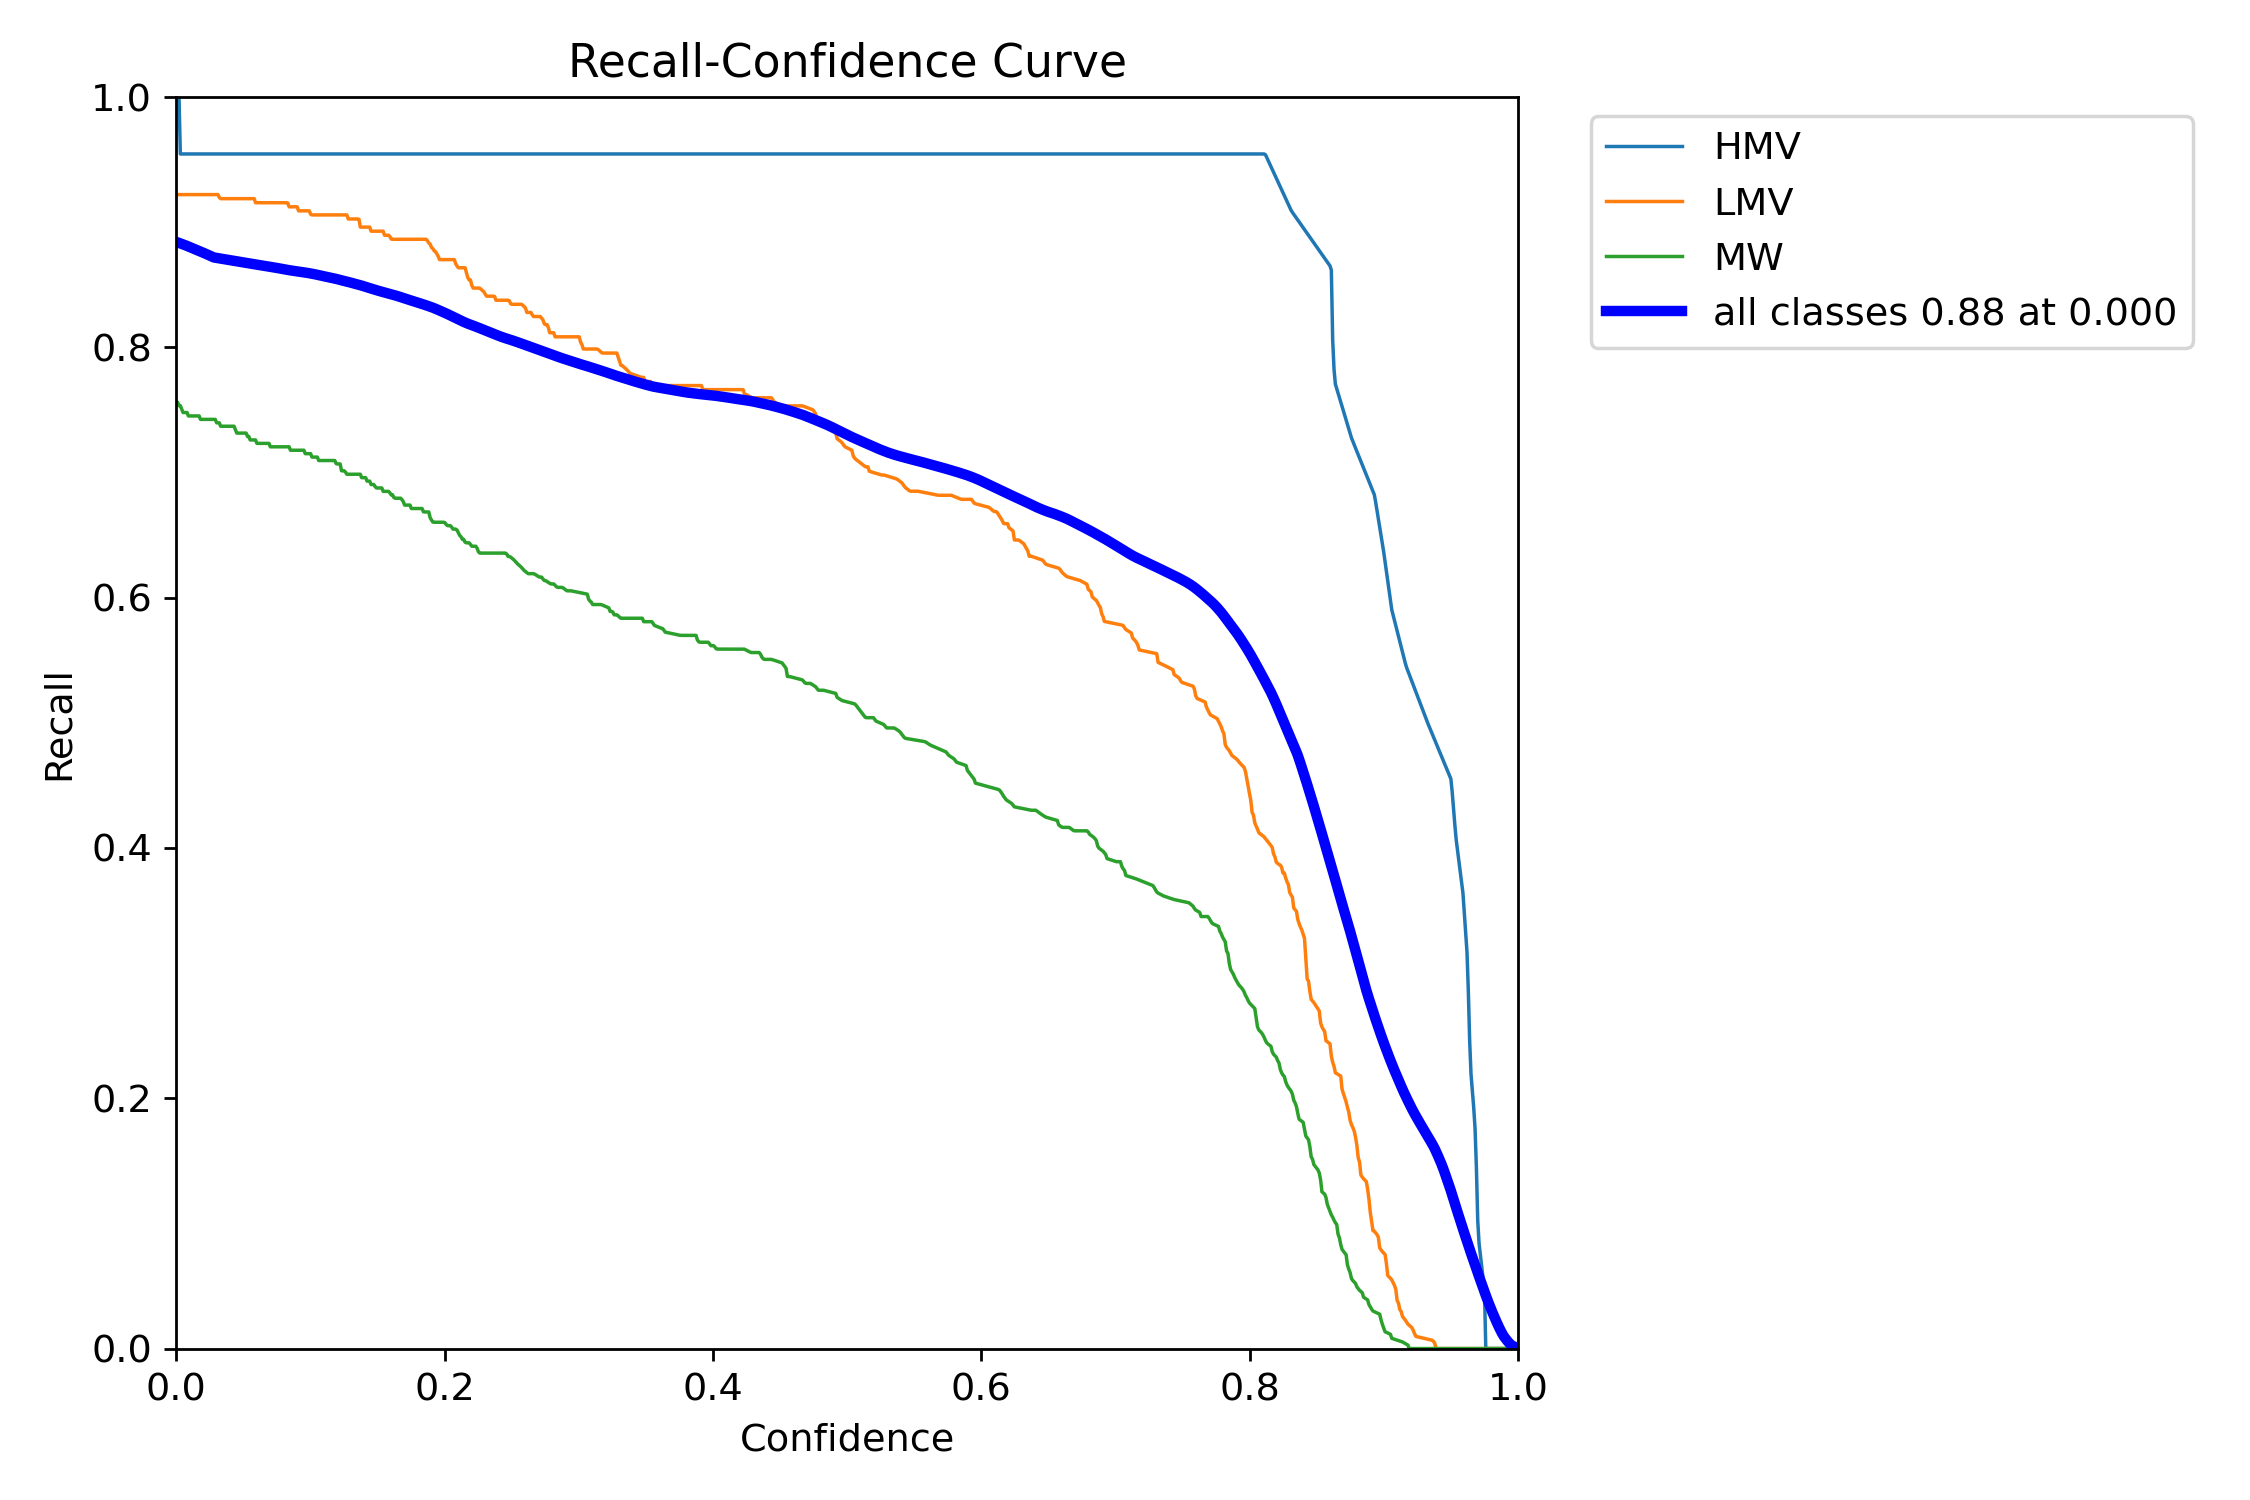 Recall-Confidence Curve
1.0
0.8
0.6
0.4
0.2
0.0
Recall
0.0 0.2 0.4 0.6 0.8 1.0
Confidence
HMV
LMV
MW
all classes 0.88 at 0.000